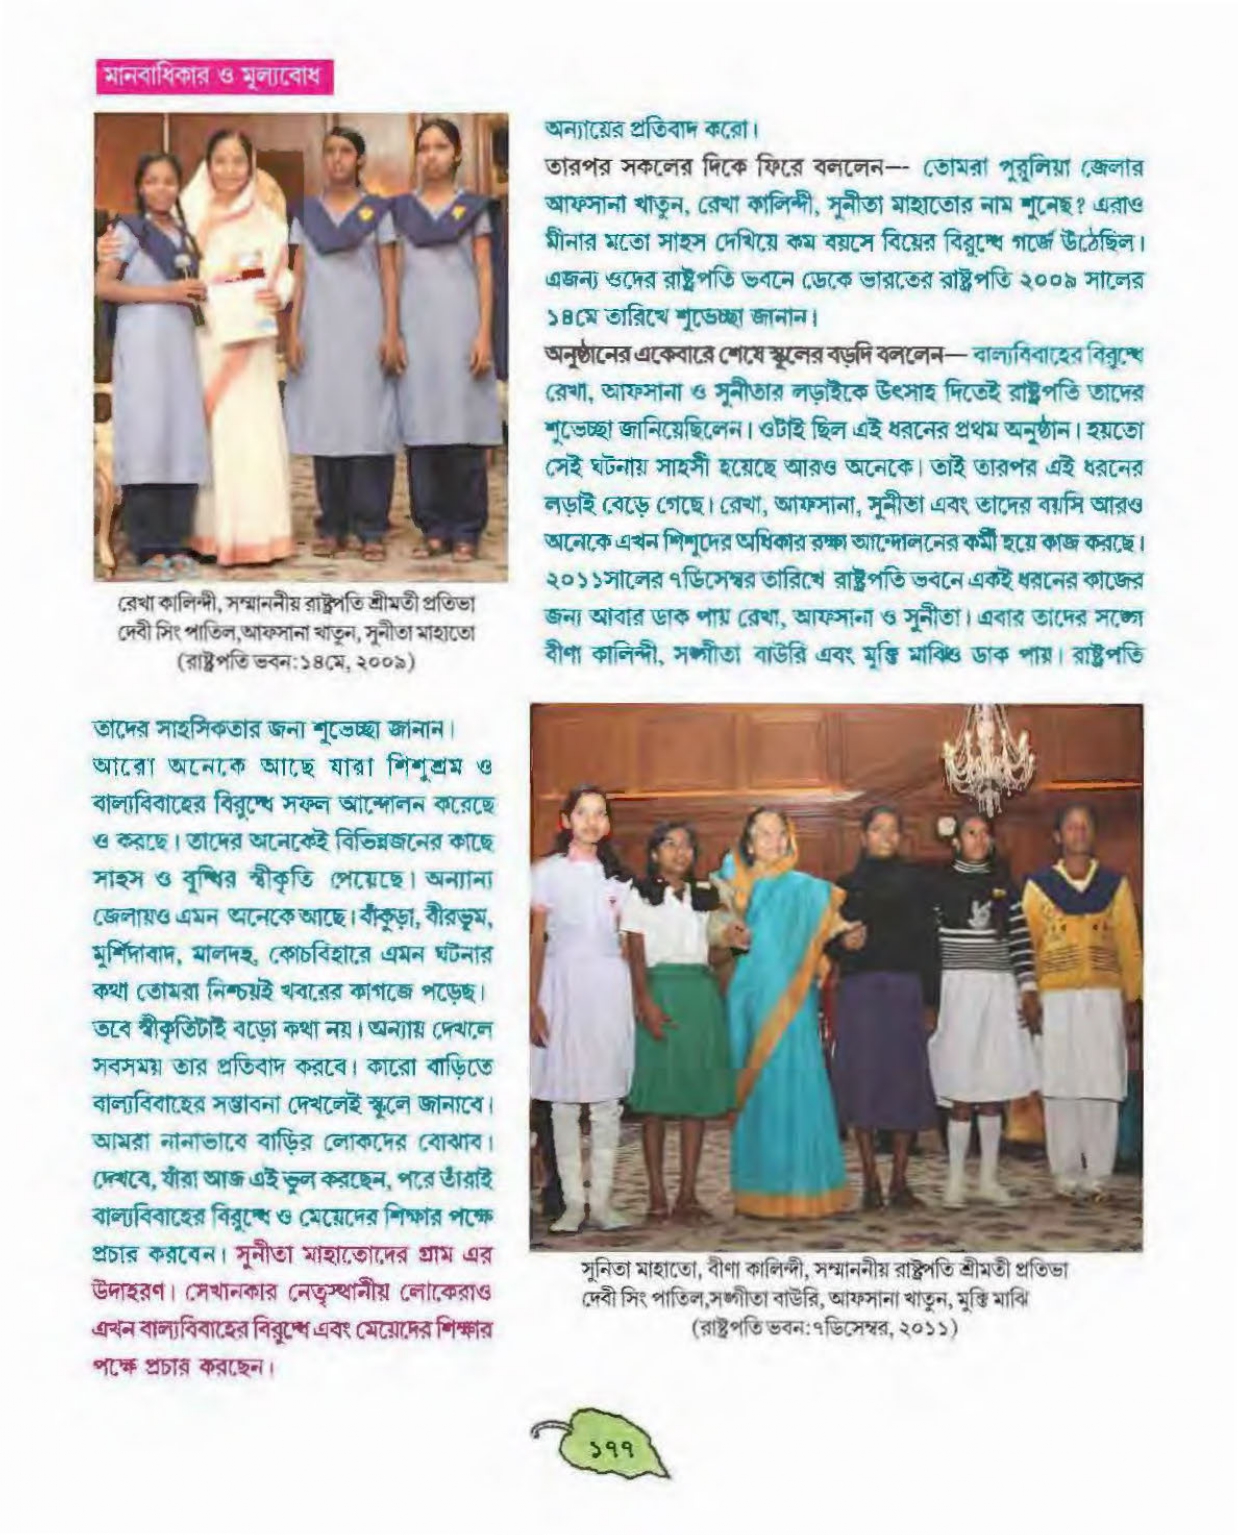 মানবাধিকার ও মূল্যবোধ
অন্যায়ের প্রতিবাদ করো।
তারপর সকলের দিকে ফিরে বললেন— তোমরা পুরুলিয়া জেলার
আফসানা খাতুন, রেখা কালিন্দী, সুনীতা মাহাতোর নাম শুনেছ? এরাও
মীনার মতো সাহস দেখিয়ে কম বয়সে বিয়ের বিরুদ্ধে গর্জে উঠেছিল।
এজন্য ওদের রাষ্ট্রপতি ভবনে ডেকে ভারতের রাষ্ট্রপতি ২০০৯ সালের
১৪মে তারিখে শুভেচ্ছা জানান।
অনুষ্ঠানের একেবারে শেষে স্কুলের বড়দি বললেন— বাল্যবিবাহের বিরুদ্ধে
রেখা, আফসানা ও সুনীতার লড়াইকে উৎসাহ দিতেই রাষ্ট্রপতি তাদের
শুভেচ্ছা জানিয়েছিলেন। ওটাই ছিল এই ধরনের প্রথম অনুষ্ঠান। হয়তো
সেই ঘটনায় সাহসী হয়েছে আরও অনেকে। তাই তারপর এই ধরনের
লড়াই বেড়ে গেছে। রেখা, আফসানা, সুনীতা এবং তাদের বয়সি আরও
অনেকে এখন শিশুদের অধিকার রক্ষা আন্দোলনের কর্মী হয়ে কাজ করছে।
২০১১সালের ৭ডিসেম্বর তারিখে রাষ্ট্রপতি ভবনে একই ধরনের কাজের
জন্য আবার ডাক পায় রেখা, আফসানা ও সুনীতা। এবার তাদের সঙ্গে
বীণা কালিন্দী, সঙ্গীতা বাউরি এবং মুক্তি মাঝিও ডাক পায়। রাষ্ট্রপতি
রেখা কালিন্দী, সম্মাননীয় রাষ্ট্রপতি শ্রীমতী প্রতিভা
দেবী সিং পাতিল,আফসানা খাতুন, সুনীতা মাহাতো
(রাষ্ট্রপতি ভবন:১৪মে, ২০০৯)
তাদের সাহসিকতার জন্য শুভেচ্ছা জানান।
আরো অনেকে আছে যারা শিশুশ্রম ও
বাল্যবিবাহের বিরুদ্ধে সফল আন্দোলন করেছে
ও করছে। তাদের অনেকেই বিভিন্নজনের কাছে
সাহস ও বুদ্ধির স্বীকৃতি পেয়েছে। অন্যান্য
জেলায়ও এমন অনেকে আছে। বাঁকুড়া, বীরভূম,
মুর্শিদাবাদ, মালদহ, কোচবিহারে এমন ঘটনার
কথা তোমরা নিশ্চয়ই খবরের কাগজে পড়েছ।
তবে স্বীকৃতিটাই বড়ো কথা নয়। অন্যায় দেখলে
সবসময় তার প্রতিবাদ করবে। কারো বাড়িতে
বাল্যবিবাহের সম্ভাবনা দেখলেই স্কুলে জানাবে।
আমরা নানাভাবে বাড়ির লোকদের বোঝাব।
দেখবে, যাঁরা আজ এই ভুল করছেন, পরে তাঁরাই
বাল্যবিবাহের বিরুদ্ধে ও মেয়েদের শিক্ষার পক্ষে
প্রচার করবেন। সুনীতা মাহাতোদের গ্রাম এর
উদাহরণ। সেখানকার নেতৃস্থানীয় লোকেরাও
এখন বাল্যবিবাহের বিরুদ্ধে এবং মেয়েদের শিক্ষার
পক্ষে প্রচার করছেন।
সুনিতা মাহাতো, বীণা কালিন্দী, সম্মাননীয় রাষ্ট্রপতি শ্রীমতী প্রতিভা
দেবী সিং পাতিল,সঙ্গীতা বাউরি, আফসানা খাতুন, মুক্তি মাঝি
(রাষ্ট্রপতি ভবন:৭ডিসেম্বর, ২০১১)
১৭৭